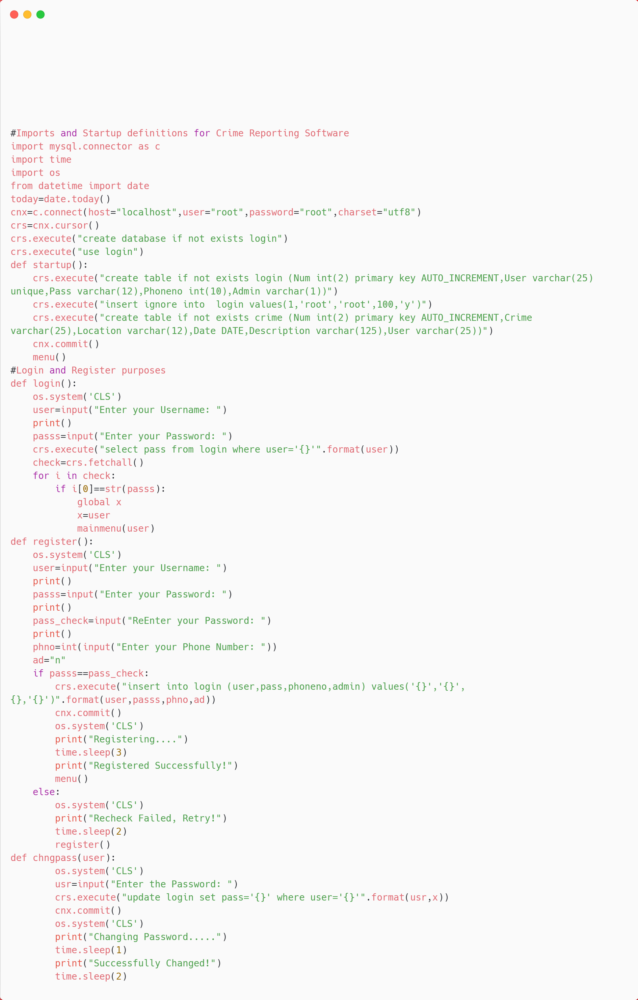 #Imports and Startup definitions for Crime Reporting Software
import mysql.connector as c
import time
import os
from datetime import date
today=date.today()
cnx=c.connect(host="localhost",user="root",password="root",charset="utf8")
crs=cnx.cursor()
crs.execute("create database if not exists login")
crs.execute("use login")
def startup():
    crs.execute("create table if not exists login (Num int(2) primary key AUTO_INCREMENT,User varchar(25)
unique,Pass varchar(12),Phoneno int(10),Admin varchar(1))")
    crs.execute("insert ignore into  login values(1,'root','root',100,'y')")
    crs.execute("create table if not exists crime (Num int(2) primary key AUTO_INCREMENT,Crime
varchar(25),Location varchar(12),Date DATE,Description varchar(125),User varchar(25))")
    cnx.commit()
    menu()
#Login and Register purposes
def login():
    os.system('CLS')
    user=input("Enter your Username: ")
    print()
    passs=input("Enter your Password: ")
    crs.execute("select pass from login where user='{}'".format(user))
    check=crs.fetchall()
    for i in check:
        if i[0]==str(passs):
            global x
            x=user
            mainmenu(user)
def register():
    os.system('CLS')
    user=input("Enter your Username: ")
    print()
    passs=input("Enter your Password: ")
    print()
    pass_check=input("ReEnter your Password: ")
    print()
    phno=int(input("Enter your Phone Number: "))
    ad="n"
    if passs==pass_check:
        crs.execute("insert into login (user,pass,phoneno,admin) values('{}','{}',
{},'{}')".format(user,passs,phno,ad))
        cnx.commit()
        os.system('CLS')
        print("Registering....")
        time.sleep(3)
        print("Registered Successfully!")
        menu()
    else:
        os.system('CLS')
        print("Recheck Failed, Retry!")
        time.sleep(2)
        register()
def chngpass(user):
        os.system('CLS')
        usr=input("Enter the Password: ")
        crs.execute("update login set pass='{}' where user='{}'".format(usr,x))
        cnx.commit()
        os.system('CLS')
        print("Changing Password.....")
        time.sleep(1)
        print("Successfully Changed!")
        time.sleep(2)